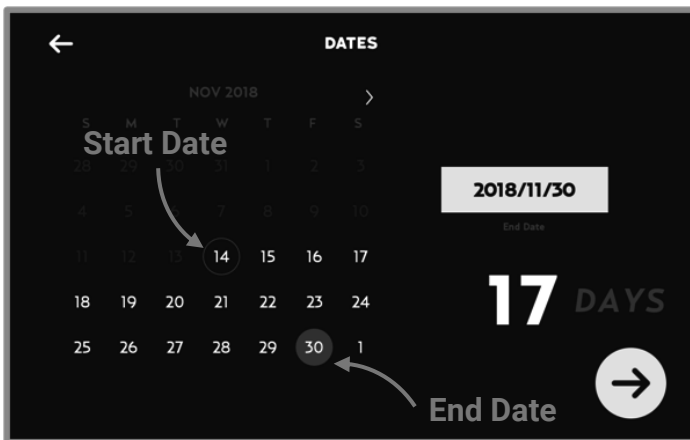 DATES
NOV 2018
S M T W T F S
Start Date
28 29 30 31 1 2 3
4 5 6 7 8 9 10
11 12 13 14 15 16 17
18 19 20 21 22 23 24
25 26 27 28 29 30 1
2018/11/30
End Date
17 DAYS
End Date